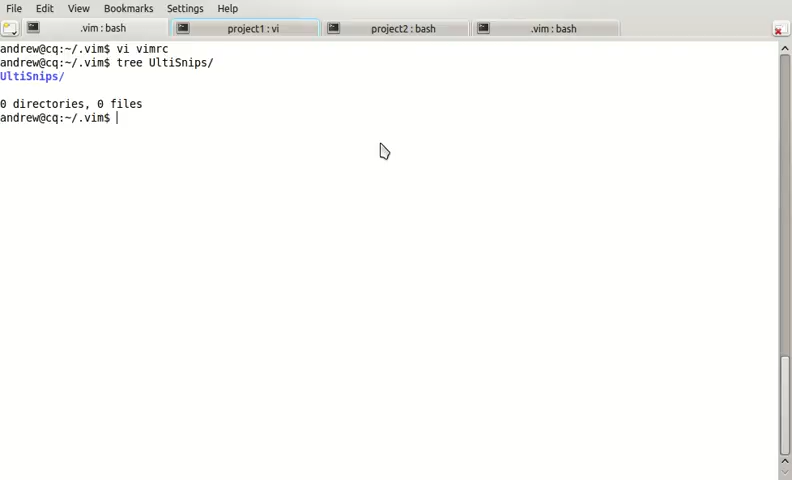 File Edit View Bookmarks Settings Help
.vim : bash project1 : vi project2 : bash .vim : bash
andrew@cq:~/.vim$ vi vimrc
andrew@cq:~/.vim$ tree UltiSnips/
UltiSnips/
0 directories, 0 files
andrew@cq:~/.vim$